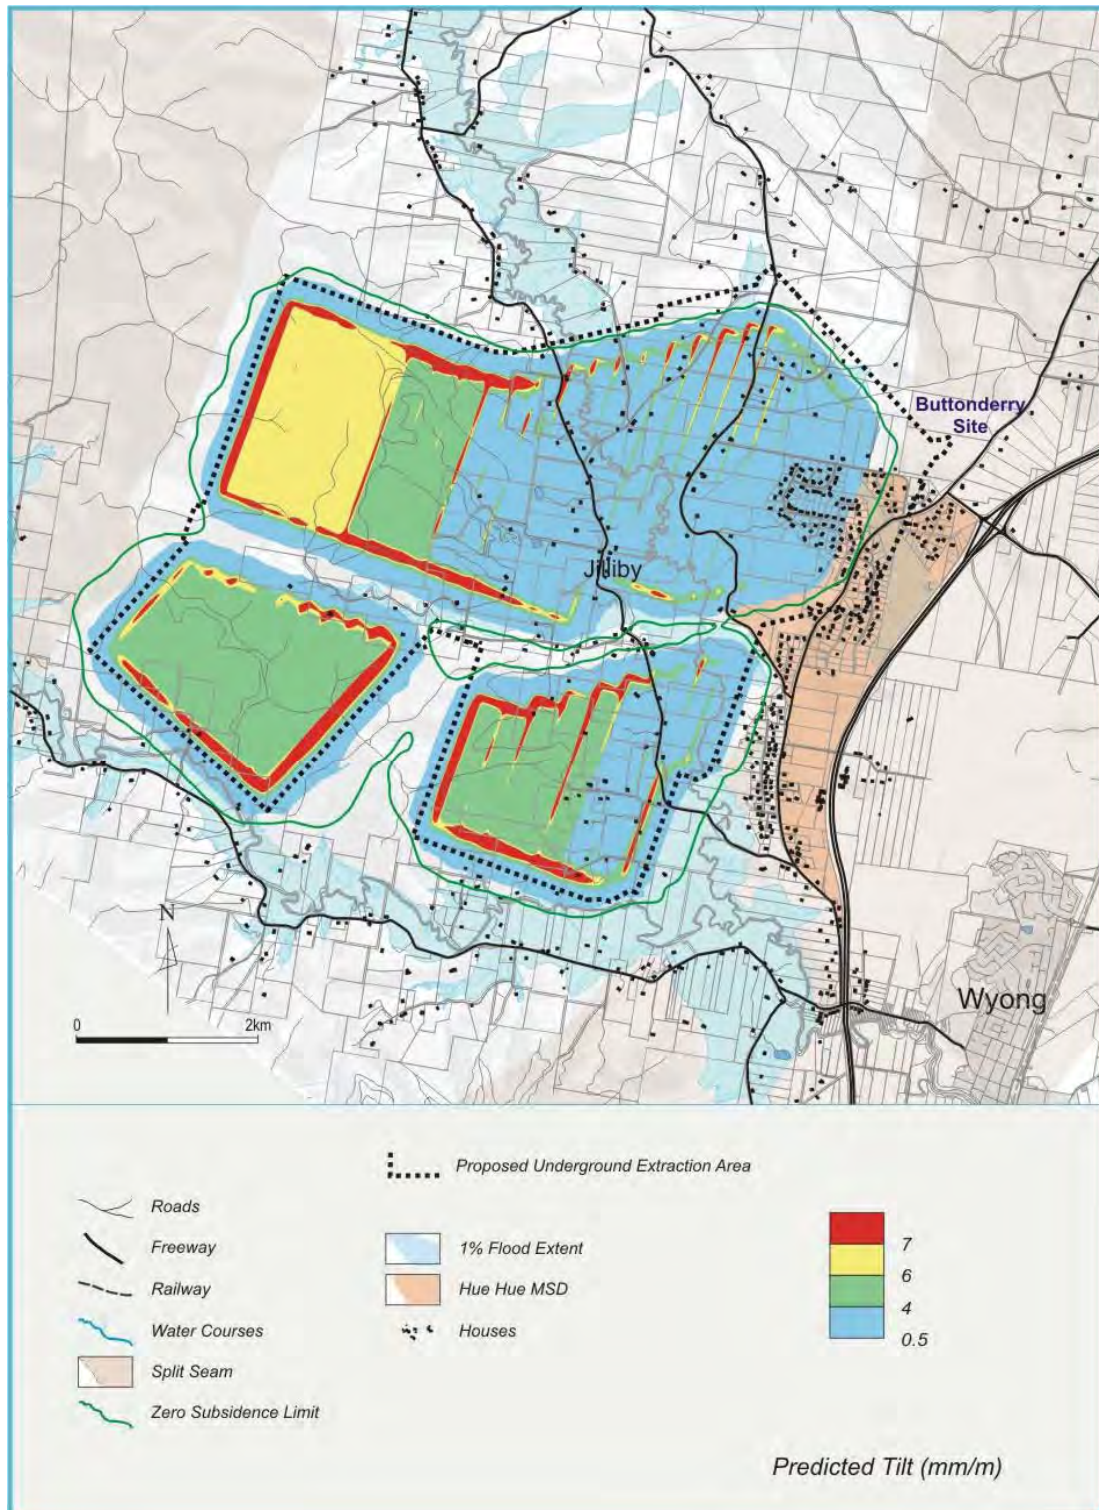 Buttonderry
Site
Jilliby
N
Wyong
0 2km
Proposed Underground Extraction Area
Roads
Freeway
1% Flood Extent
Railway
Hue Hue MSD
Water Courses
Houses
Split Seam
Zero Subsidence Limit
7
6
4
0.5
Predicted Tilt (mm/m)